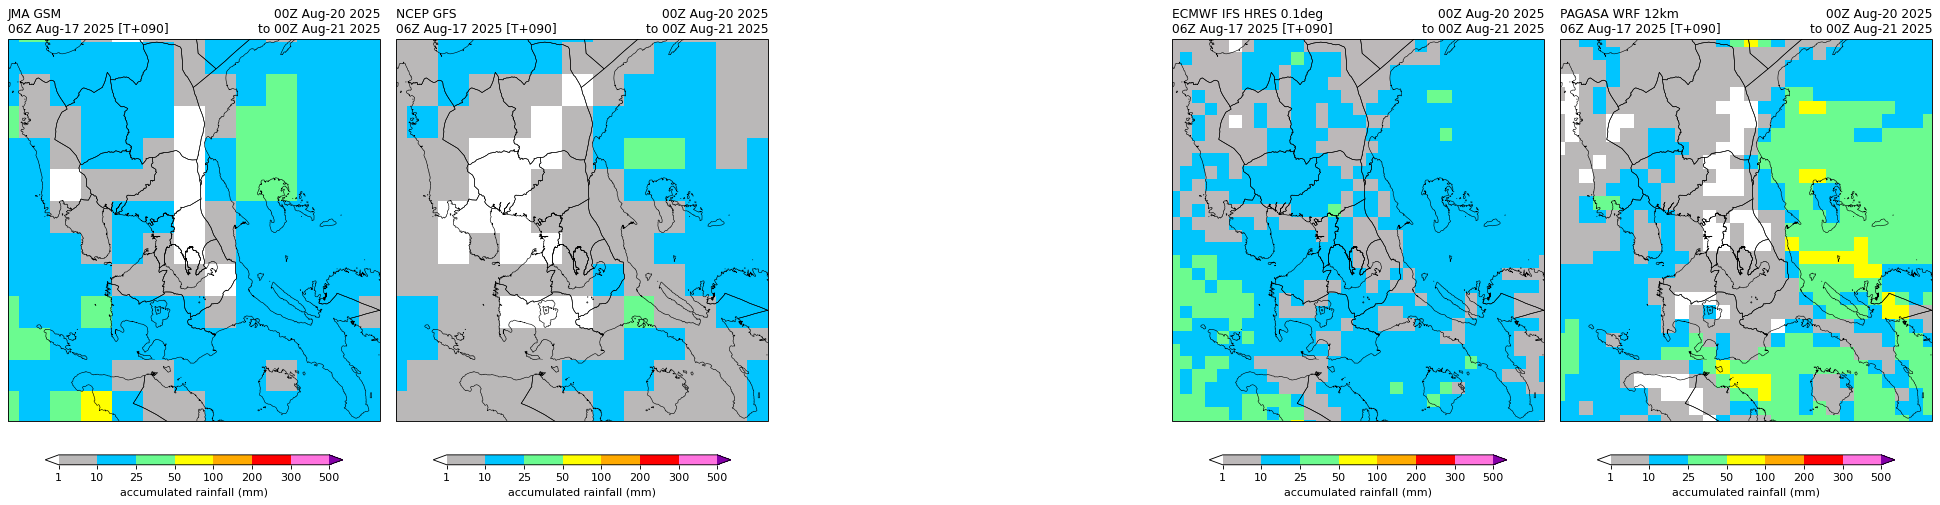 JMA GSM 00Z Aug-20 2025
06Z Aug-17 2025 [T+090] to 00Z Aug-21 2025
1 10 25 50 100 200 300 500
accumulated rainfall (mm)
NCEP GFS 00Z Aug-20 2025
06Z Aug-17 2025 [T+090] to 00Z Aug-21 2025
1 10 25 50 100 200 300 500
accumulated rainfall (mm)
ECMWF IFS HRES 0.1deg 00Z Aug-20 2025
06Z Aug-17 2025 [T+090] to 00Z Aug-21 2025
1 10 25 50 100 200 300 500
accumulated rainfall (mm)
PAGASA WRF 12km 00Z Aug-20 2025
06Z Aug-17 2025 [T+090] to 00Z Aug-21 2025
1 10 25 50 100 200 300 500
accumulated rainfall (mm)